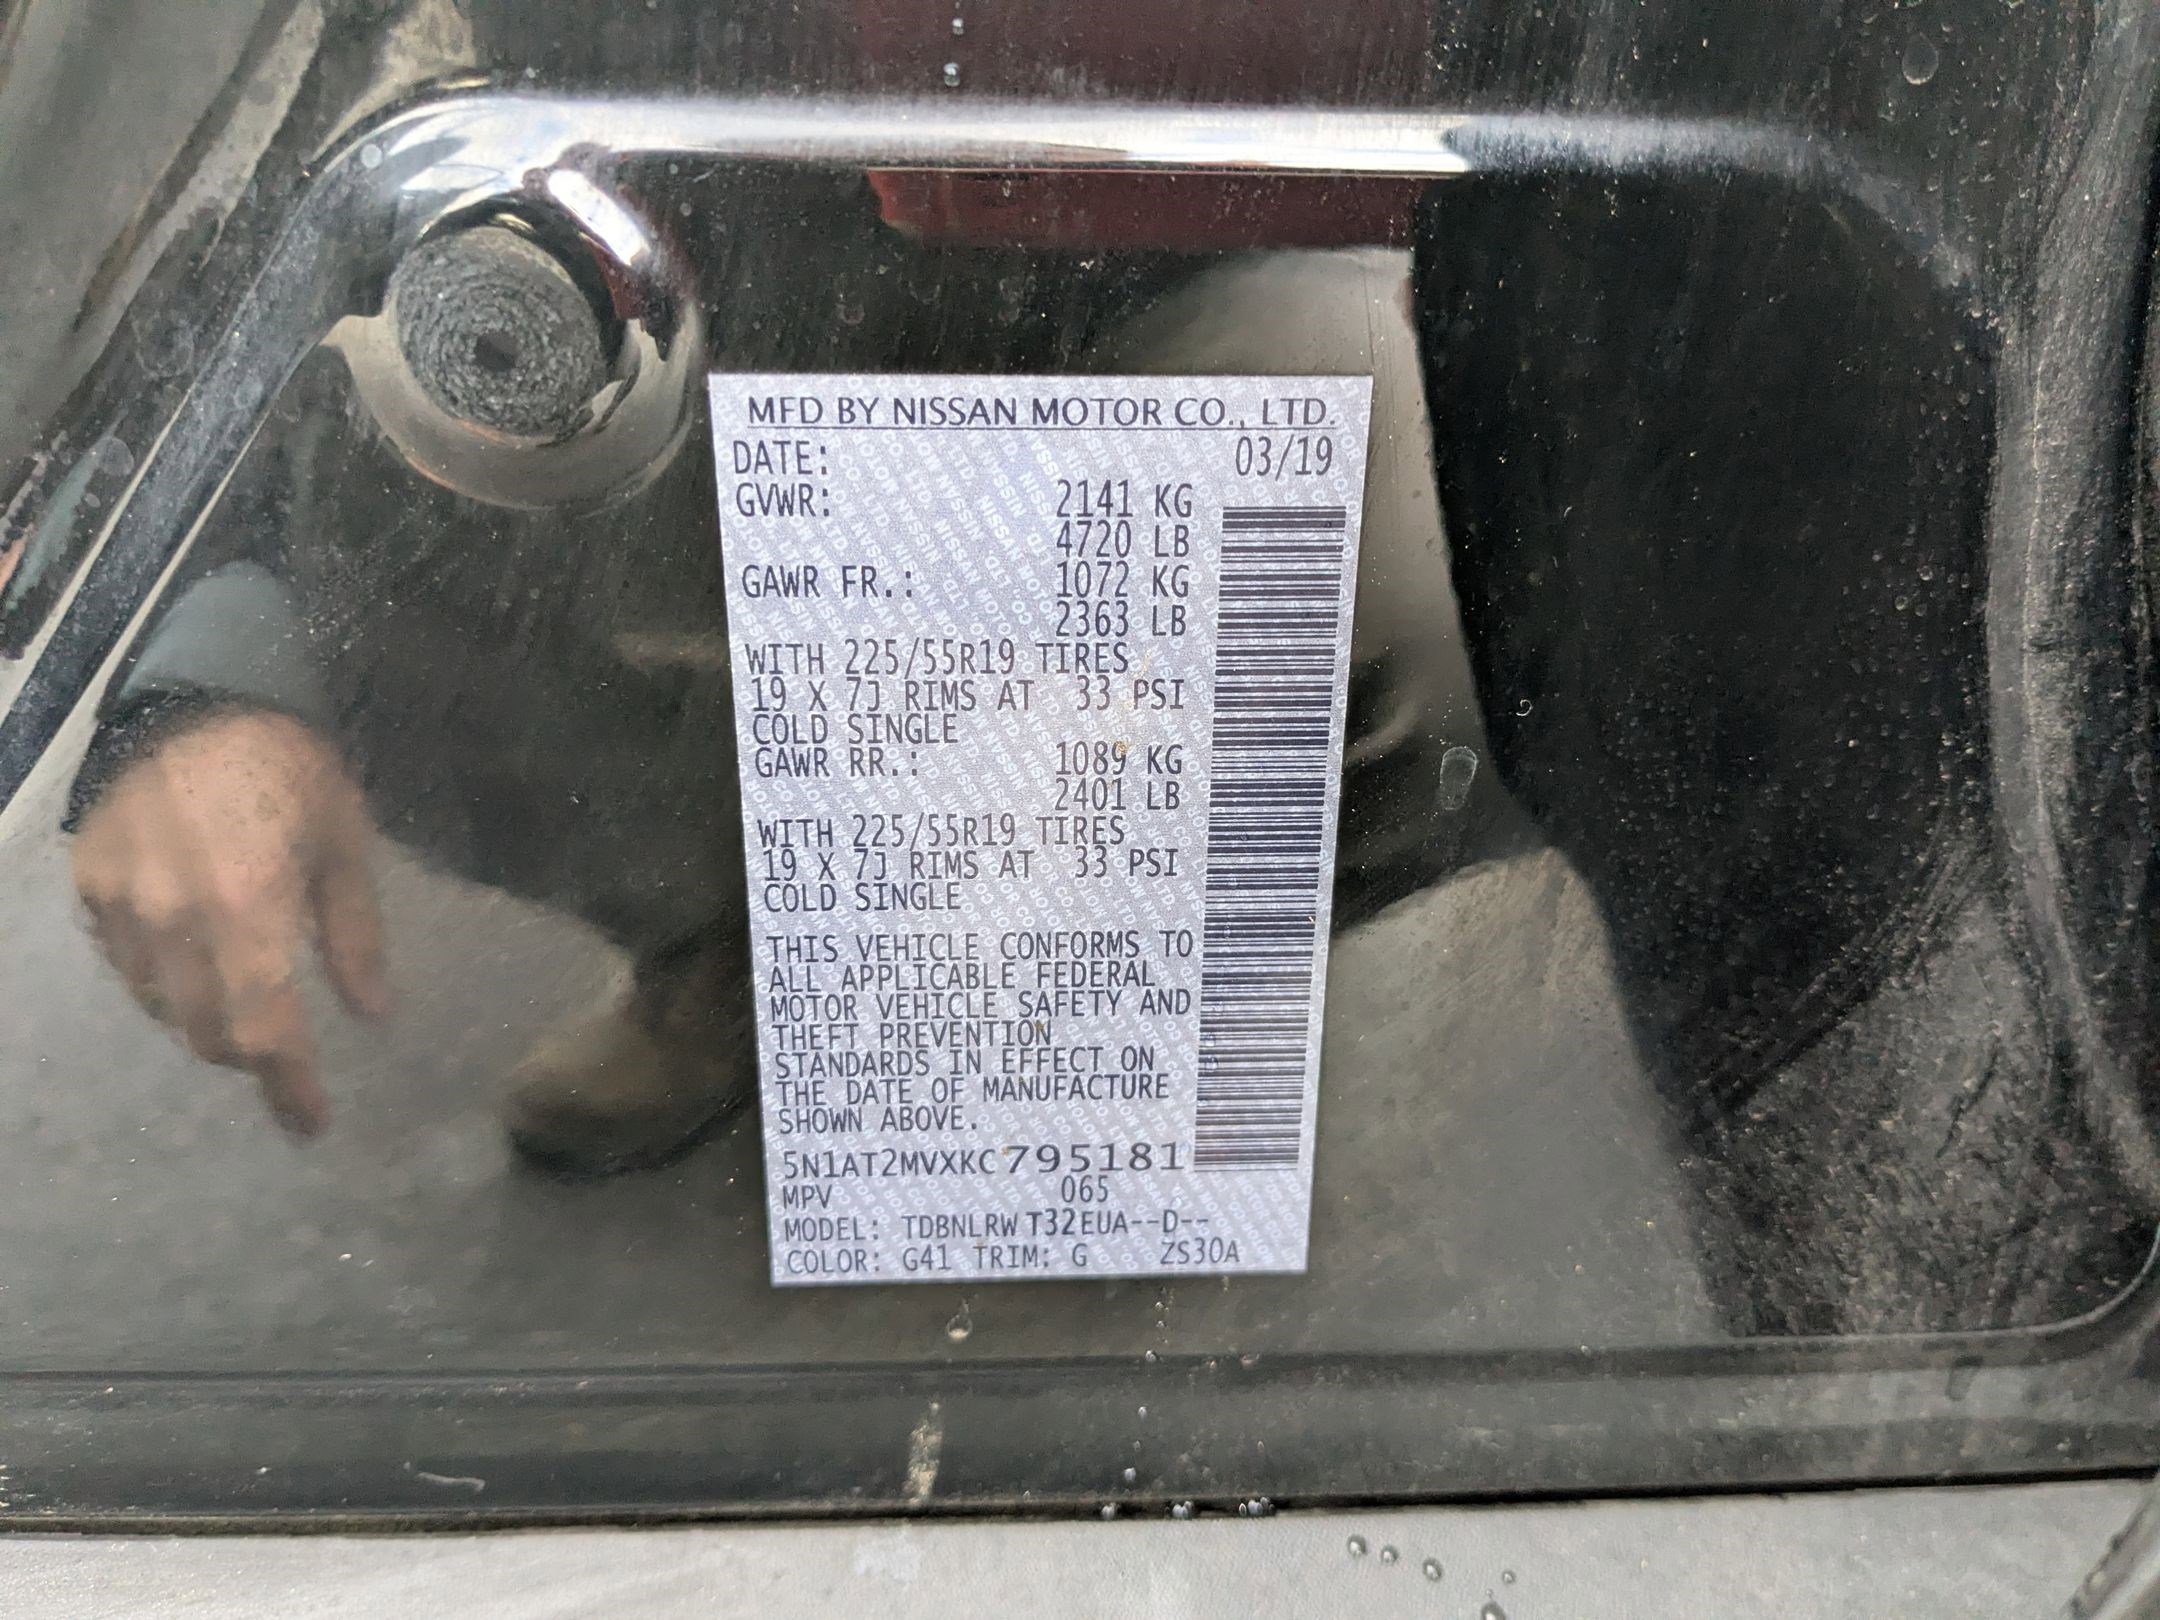 MFD BY NISSAN MOTOR CO., LTD.
DATE: 03/19
GVWR: 2141 KG
4720 LB
GAWR FR.: 1072 KG
2363 LB
WITH 225/55R19 TIRES
19 X 7J RIMS AT 33 PSI
COLD SINGLE
GAWR RR.: 1089 KG
2401 LB
WITH 225/55R19 TIRES
19 X 7J RIMS AT 33 PSI
COLD SINGLE
THIS VEHICLE CONFORMS TO
ALL APPLICABLE FEDERAL
MOTOR VEHICLE SAFETY AND
THEFT PREVENTION
STANDARDS IN EFFECT ON
THE DATE OF MANUFACTURE
SHOWN ABOVE.
5N1AT2MVXKC795181
MPV 065
MODEL: TDBNLRW T32EUA--D--
COLOR: G41 TRIM: G ZS30A